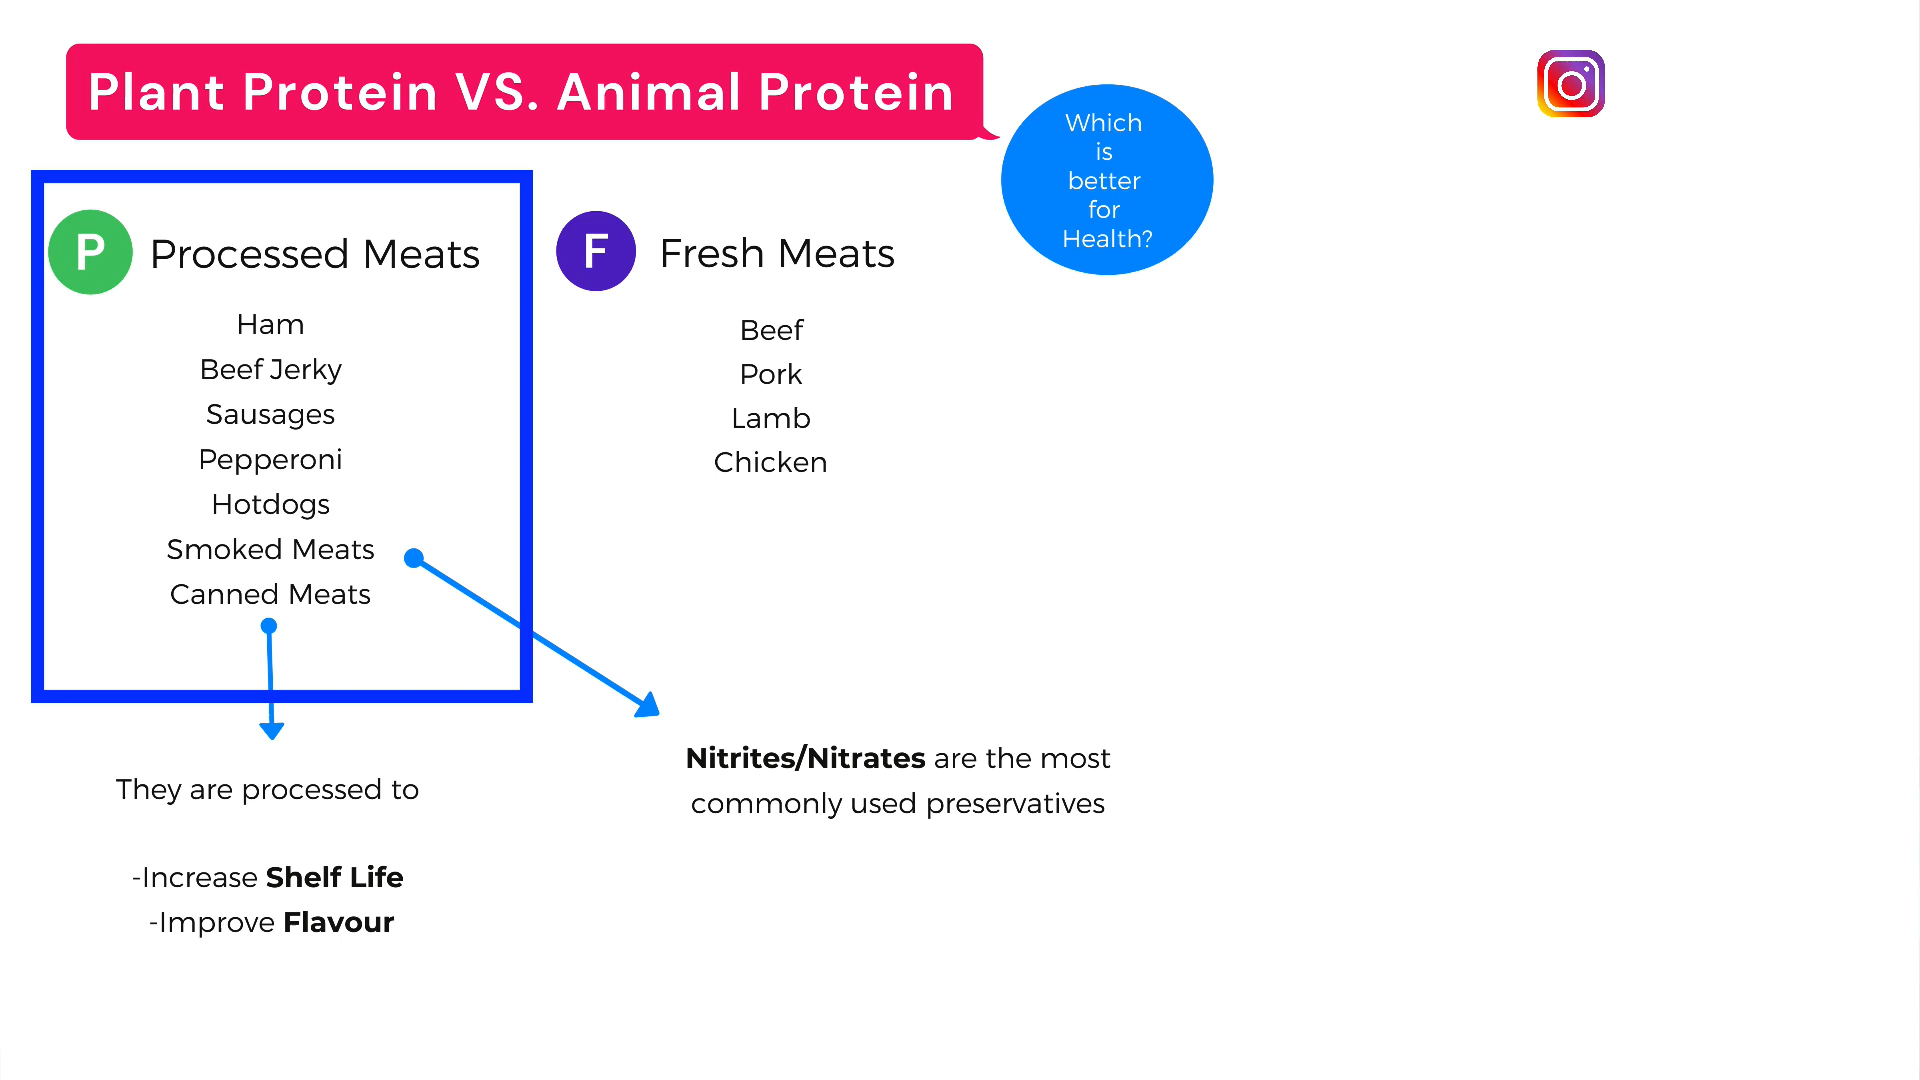 Plant Protein VS. Animal Protein
Which
is
better
for
Health?
P
Processed Meats
Ham
Beef Jerky
Sausages
Pepperoni
Hotdogs
Smoked Meats
Canned Meats
F
Fresh Meats
Beef
Pork
Lamb
Chicken
They are processed to
-Increase Shelf Life
-Improve Flavour
Nitrites/Nitrates are the most
commonly used preservatives